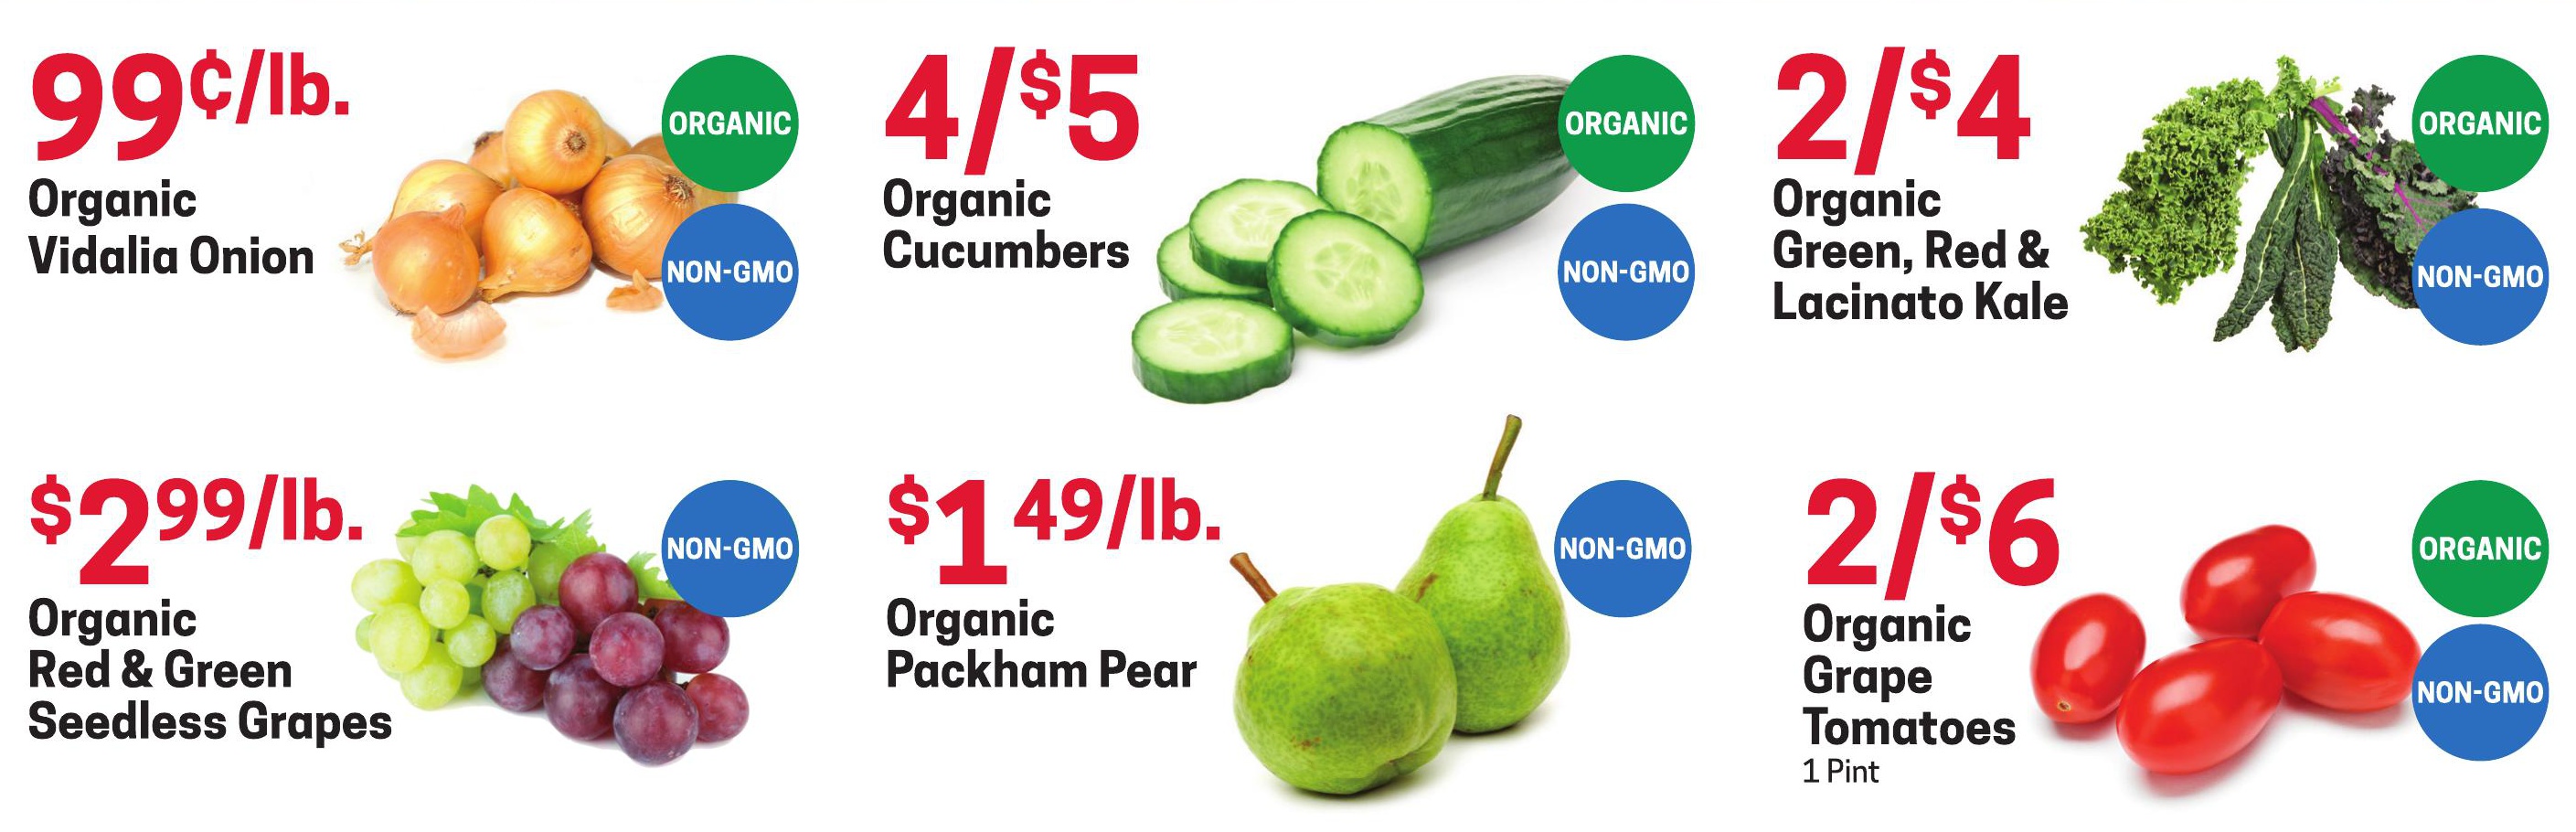 99¢/lb.
Organic
Vidalia Onion
ORGANIC
NON-GMO
4/$5
Organic
Cucumbers
ORGANIC
NON-GMO
2/$4
Organic
Green, Red &
Lacinato Kale
ORGANIC
NON-GMO
$299/lb.
Organic
Red & Green
Seedless Grapes
NON-GMO
$149/lb.
Organic
Packham Pear
NON-GMO
2/$6
Organic
Grape
Tomatoes
1 Pint
ORGANIC
NON-GMO